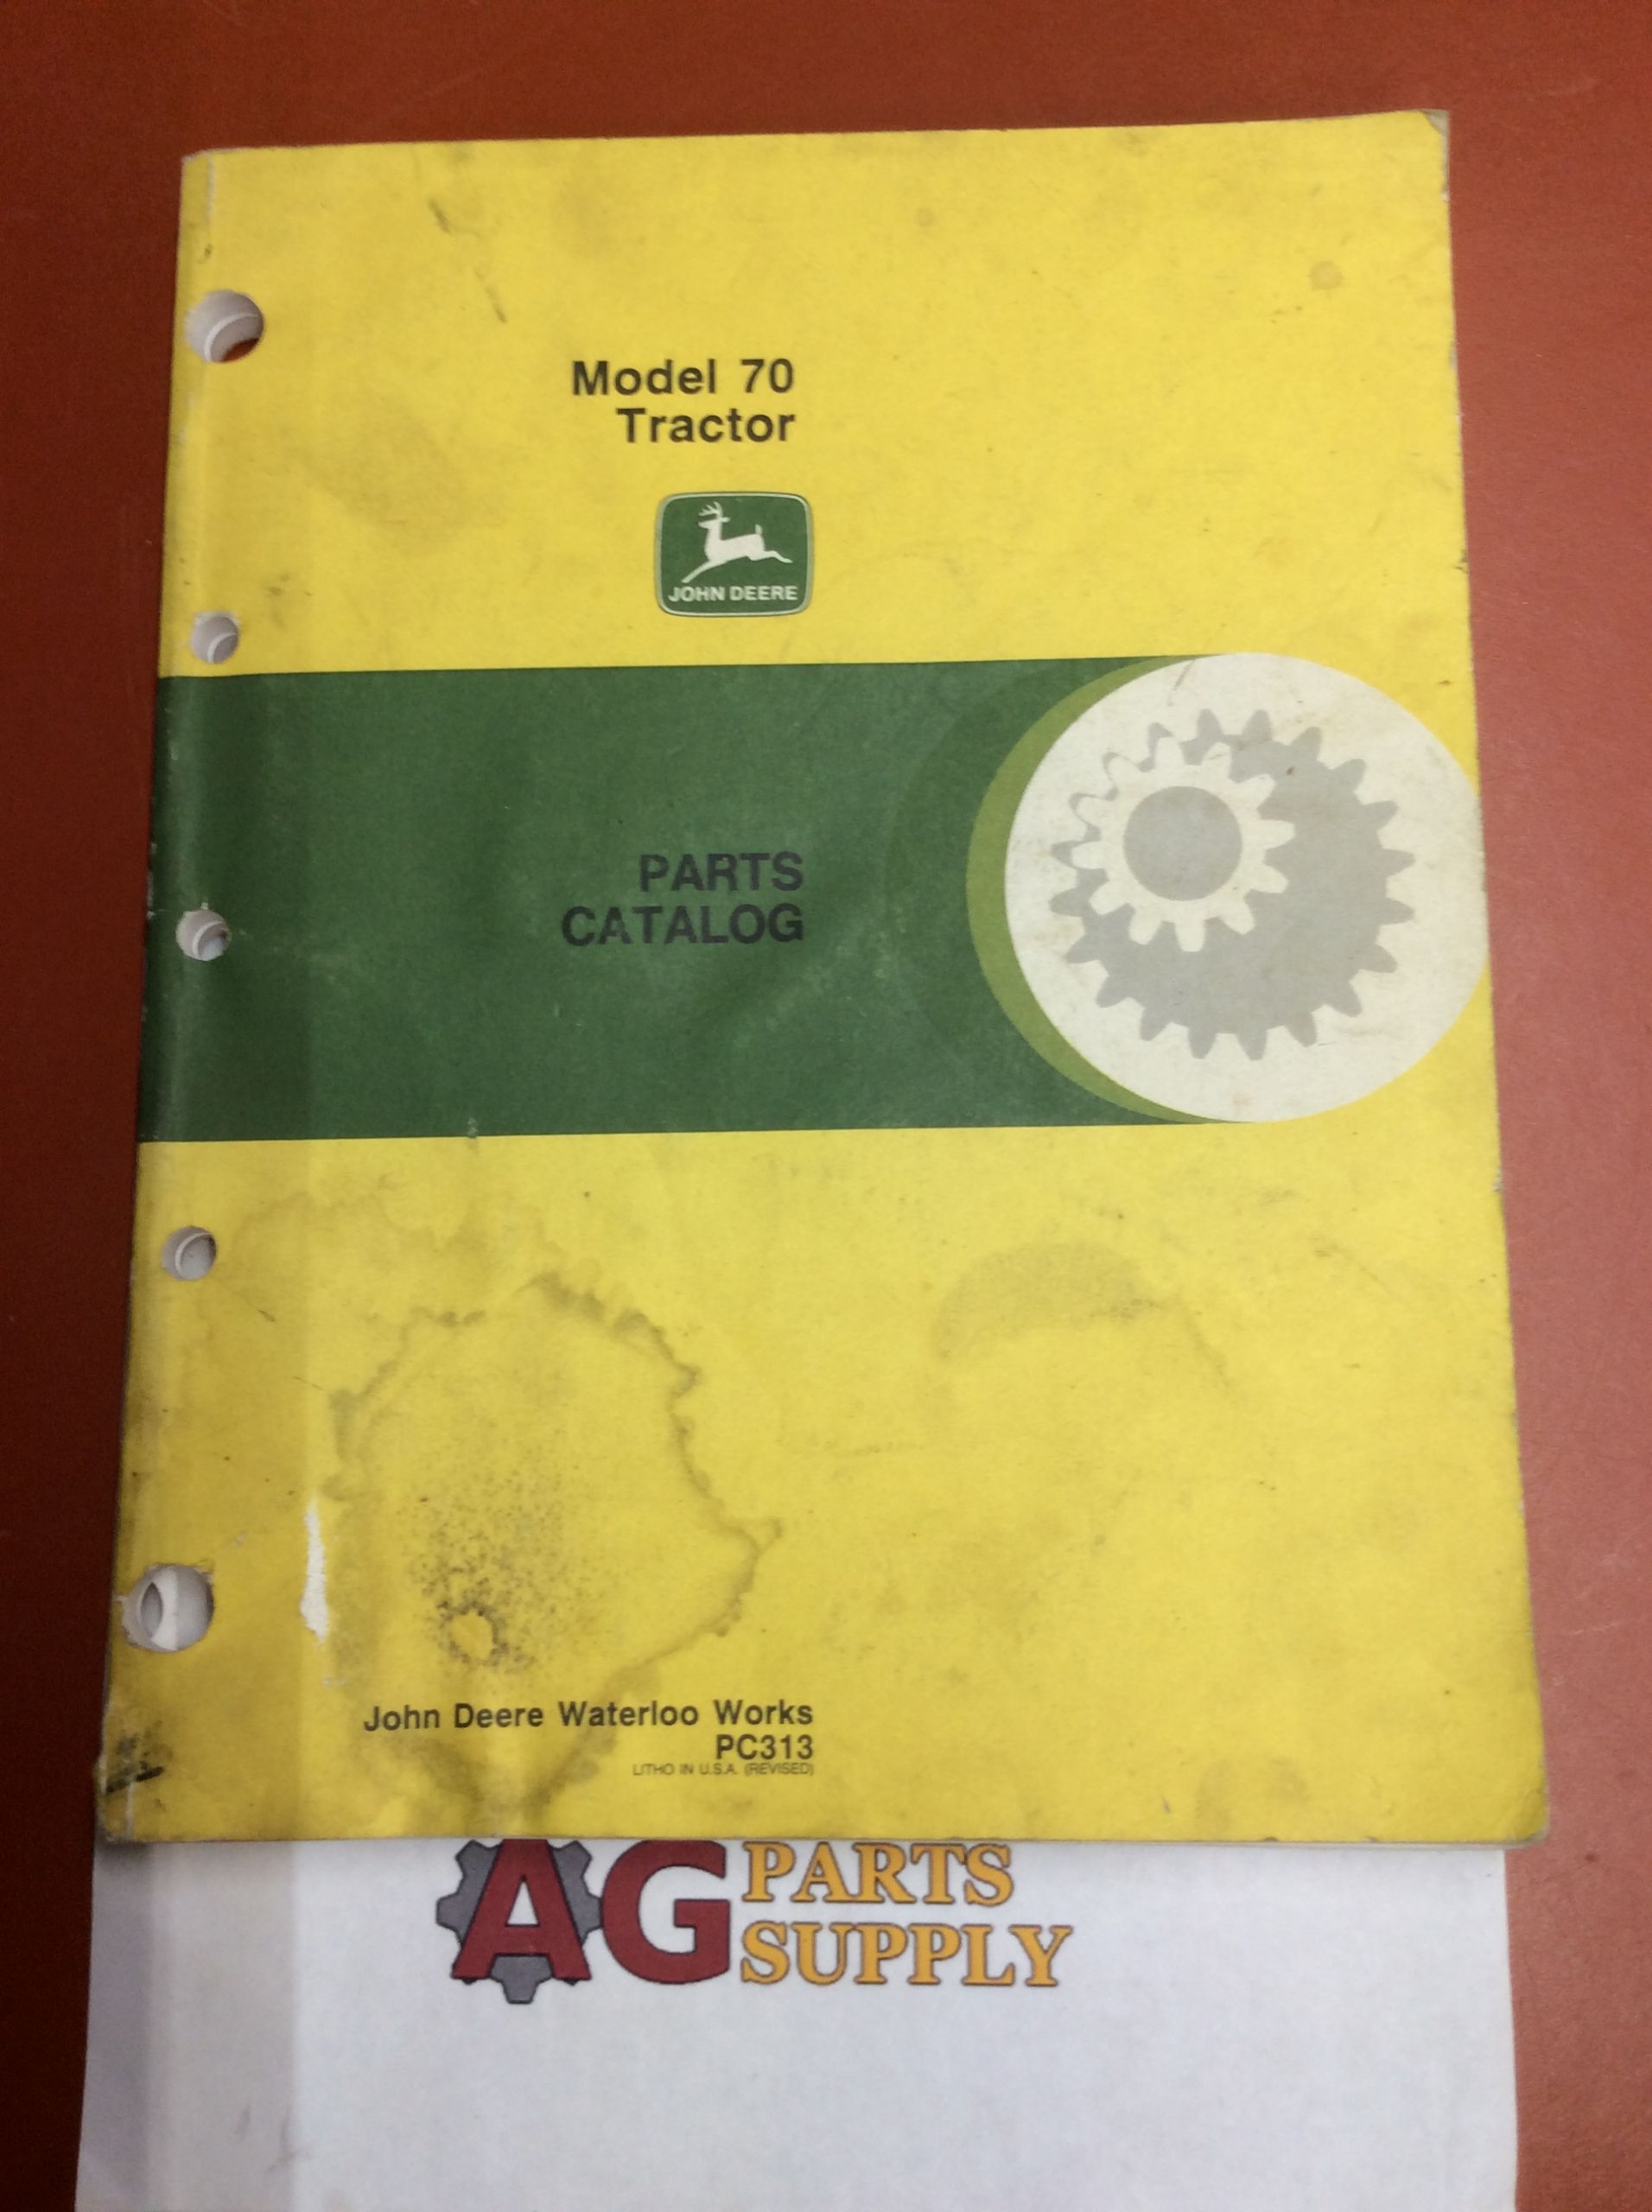 Model 70
Tractor
JOHN DEERE
PARTS
CATALOG
John Deere Waterloo Works
PC313
LITHO IN U.S.A. (REVISED)
AG PARTS
SUPPLY